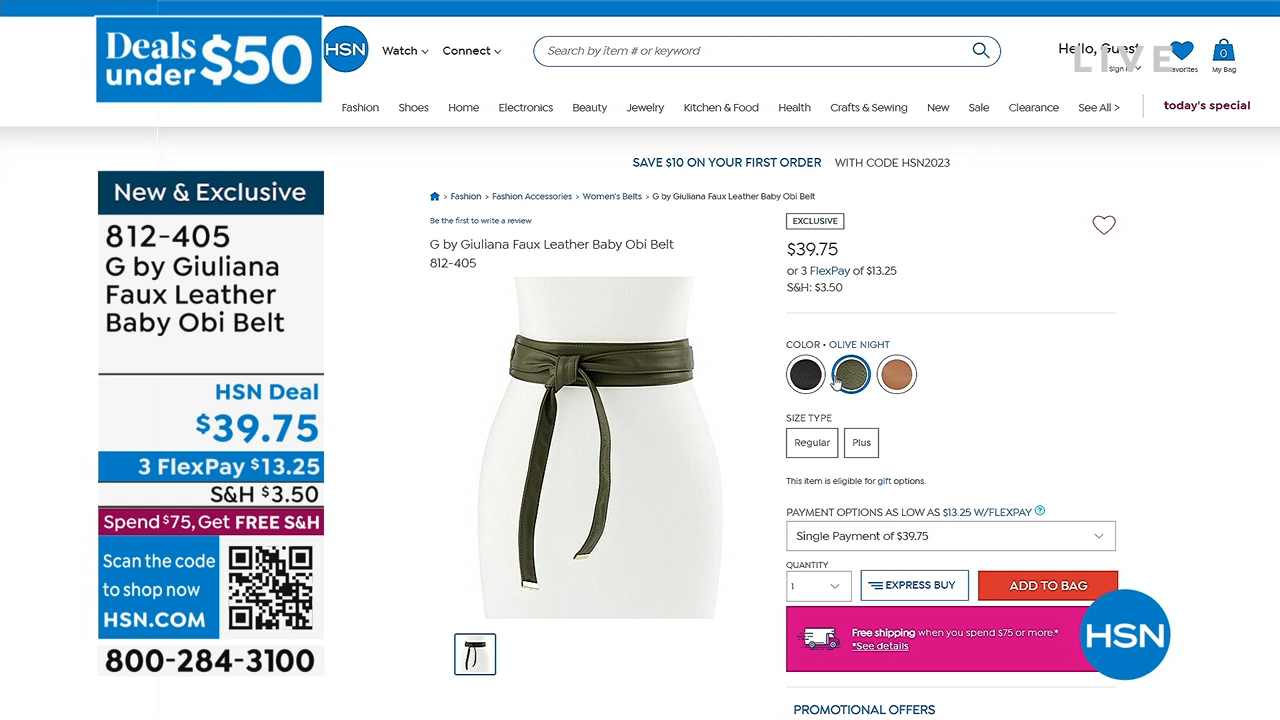 Deals
under $50
HSN
Watch
Connect
Search by item # or keyword
Hello, Guest
Sign In
LIVE
Favorites
0
My Bag
Fashion Shoes Home Electronics Beauty Jewelry Kitchen & Food Health Crafts & Sewing New Sale Clearance See All >
today's special
SAVE $10 ON YOUR FIRST ORDER WITH CODE HSN2023
New & Exclusive
812-405
G by Giuliana
Faux Leather
Baby Obi Belt
HSN Deal
$39.75
3 FlexPay $13.25
S&H $3.50
Spend $75, Get FREE S&H
Scan the code
to shop now
HSN.COM
800-284-3100
> Fashion > Fashion Accessories > Women's Belts > G by Giuliana Faux Leather Baby Obi Belt
Be the first to write a review
G by Giuliana Faux Leather Baby Obi Belt
812-405
EXCLUSIVE
$39.75
or 3 FlexPay of $13.25
S&H: $3.50
COLOR • OLIVE NIGHT
SIZE TYPE
Regular
Plus
This item is eligible for gift options.
PAYMENT OPTIONS AS LOW AS $13.25 W/FLEXPAY ?
Single Payment of $39.75
QUANTITY
1
EXPRESS BUY
ADD TO BAG
Free shipping when you spend $75 or more.*
*See details
HSN
PROMOTIONAL OFFERS